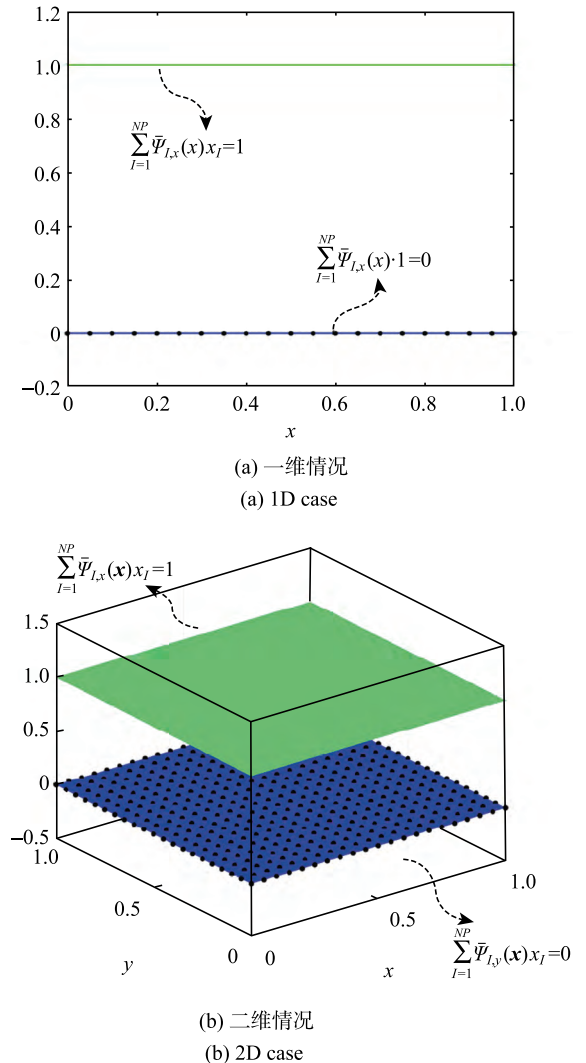 1.2
1.0
0.8
0.6
0.4
0.2
0
−0.2
∑_{I=1}^{NP} Ψ̄_{I,x}(x)x_I=1
∑_{I=1}^{NP} Ψ̄_{I,x}(x)·1=0
0 0.2 0.4 0.6 0.8 1.0
x
(a) 一维情况
(a) 1D case
∑_{I=1}^{NP} Ψ̄_{I,x}(x)x_I=1
1.5
1.0
0.5
0
−0.5
1.0
0.5
0
y
0
0.5
1.0
x
∑_{I=1}^{NP} Ψ̄_{I,y}(x)x_I=0
(b) 二维情况
(b) 2D case